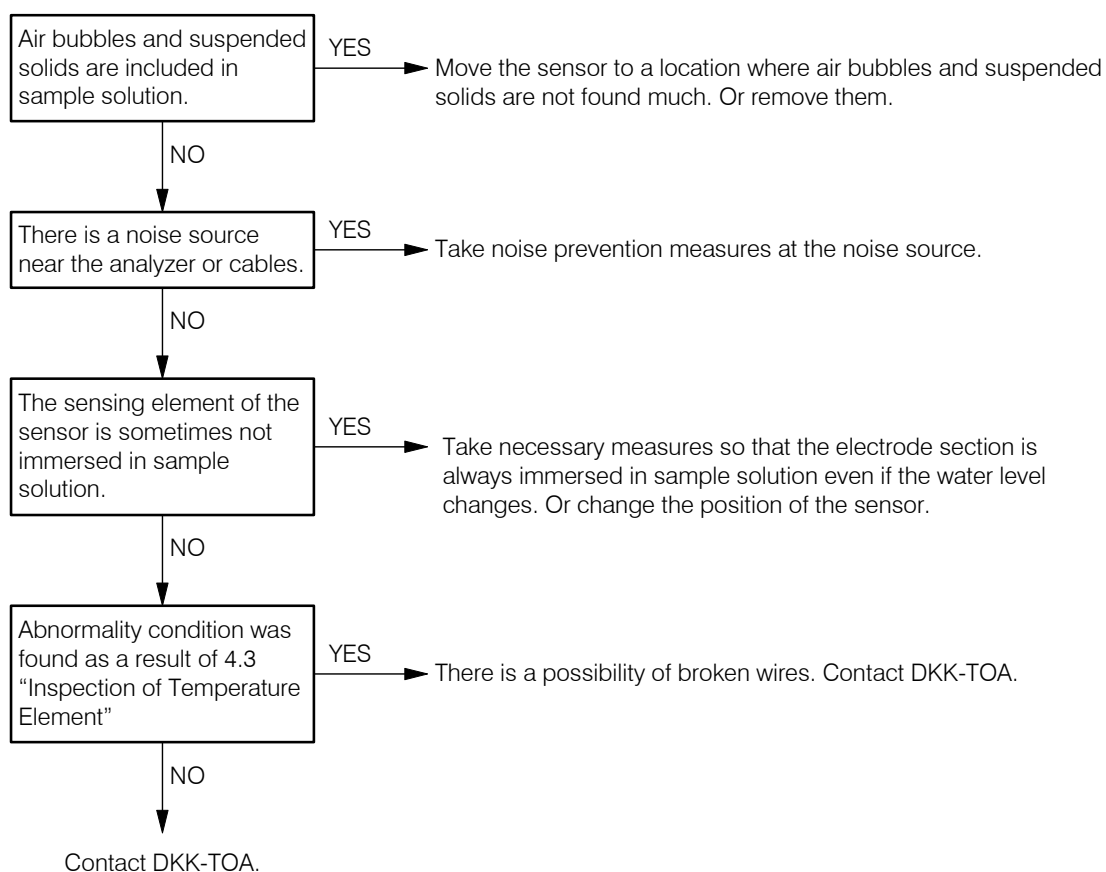 Air bubbles and suspended
solids are included in
sample solution.
YES
Move the sensor to a location where air bubbles and suspended
solids are not found much. Or remove them.
NO
There is a noise source
near the analyzer or cables.
YES
Take noise prevention measures at the noise source.
NO
The sensing element of the
sensor is sometimes not
immersed in sample
solution.
YES
Take necessary measures so that the electrode section is
always immersed in sample solution even if the water level
changes. Or change the position of the sensor.
NO
Abnormality condition was
found as a result of 4.3
“Inspection of Temperature
Element”
YES
There is a possibility of broken wires. Contact DKK-TOA.
NO
Contact DKK-TOA.